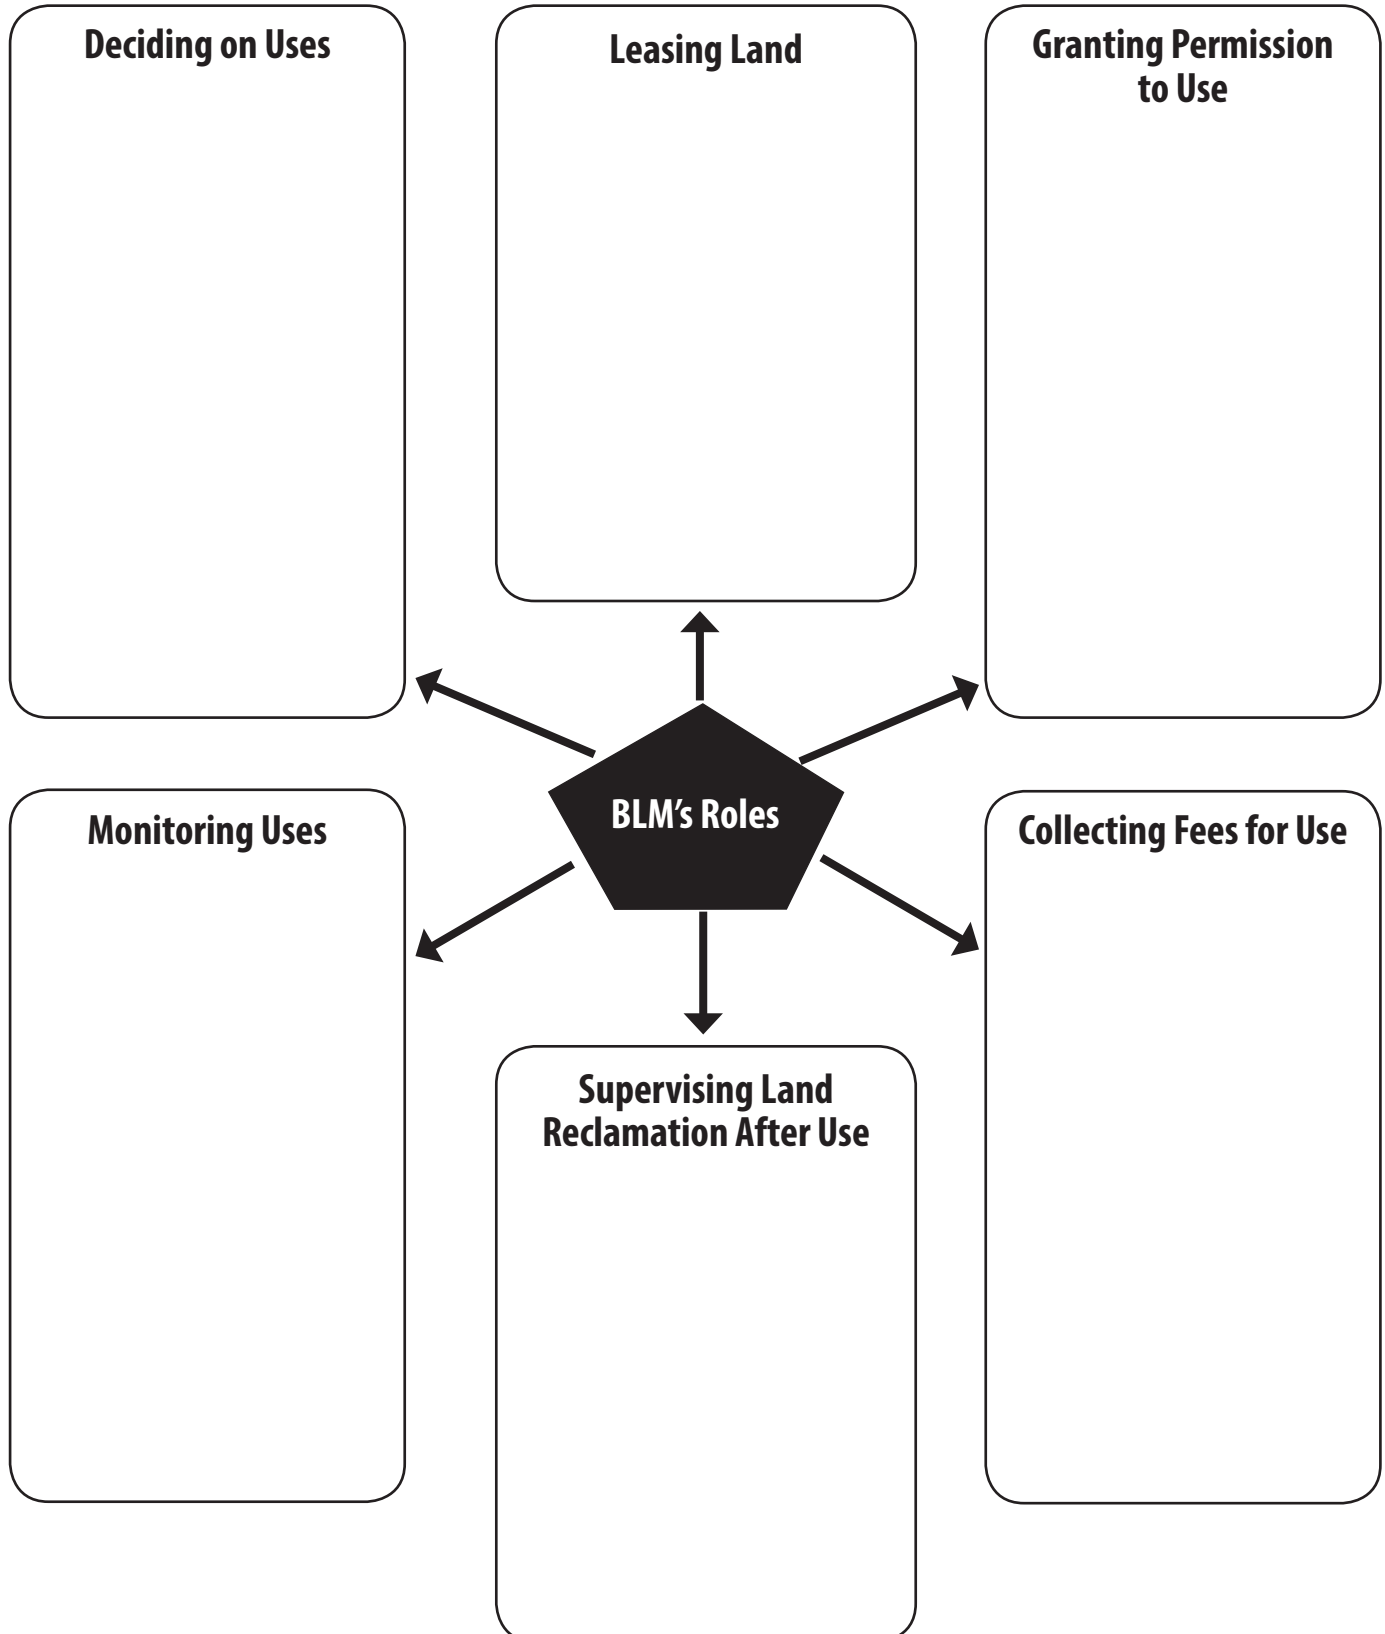 Deciding on Uses
Leasing Land
Granting Permission
to Use
BLM’s Roles
Monitoring Uses
Collecting Fees for Use
Supervising Land
Reclamation After Use